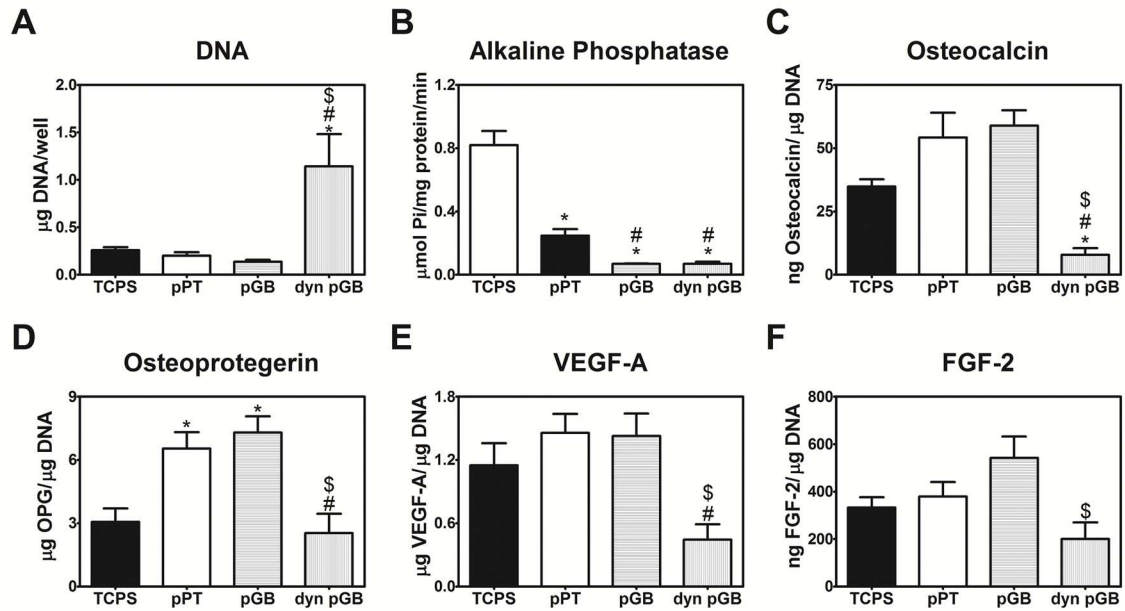 A
DNA
µg DNA/well
2.0
1.5
1.0
0.5
0.0
$
#
*
TCPS pPT pGB dyn pGB
B
Alkaline Phosphatase
µmol Pi/mg protein/min
1.2
0.8
0.4
0.0
*
# #
* *
TCPS pPT pGB dyn pGB
C
Osteocalcin
ng Osteocalcin/µg DNA
75
50
25
0
$
#
*
TCPS pPT pGB dyn pGB
D
Osteoprotegerin
µg OPG/µg DNA
9
6
3
0
* *
$
#
TCPS pPT pGB dyn pGB
E
VEGF-A
µg VEGF-A/µg DNA
1.8
1.2
0.6
0.0
$
#
TCPS pPT pGB dyn pGB
F
FGF-2
ng FGF-2/µg DNA
800
600
400
200
0
$
TCPS pPT pGB dyn pGB